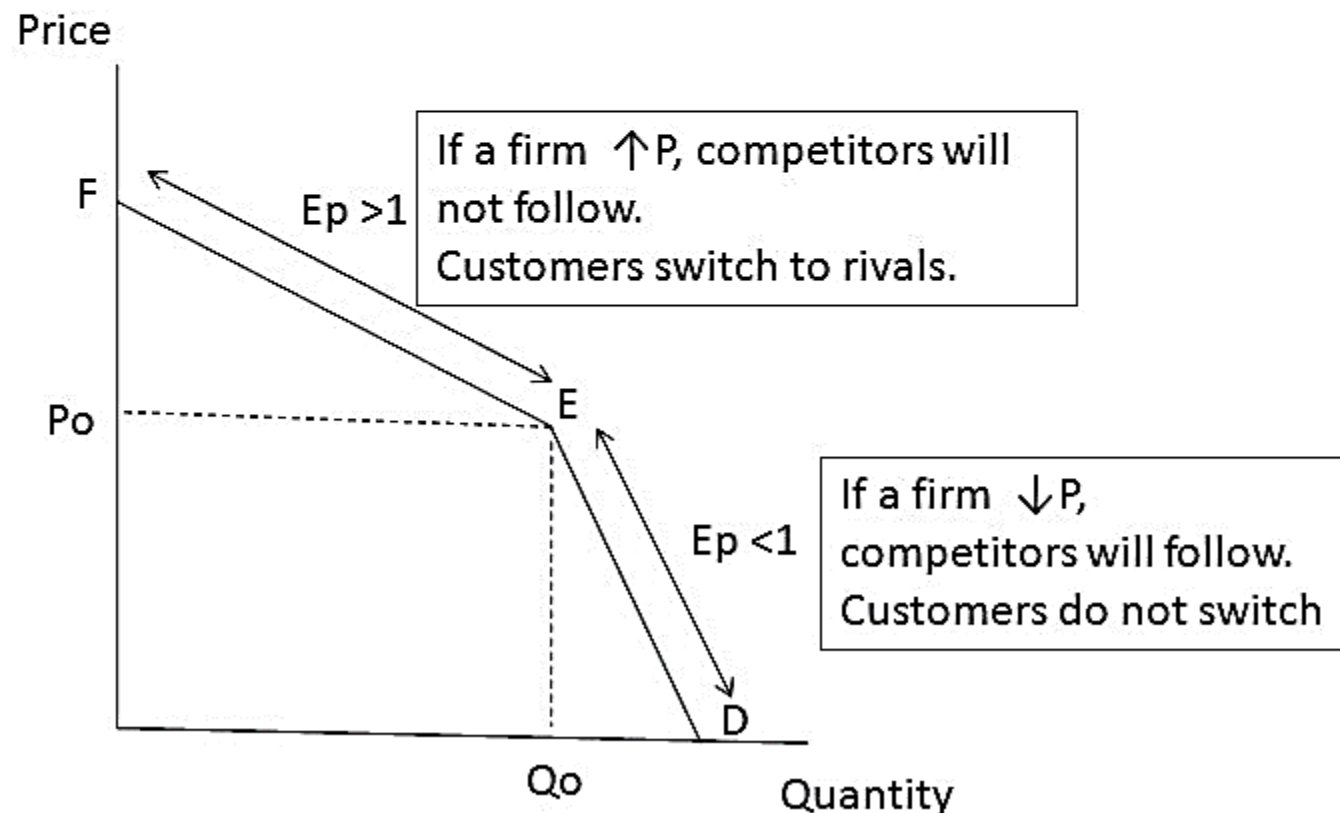 Price
F
Ep >1
If a firm ↑P, competitors will
not follow.
Customers switch to rivals.
E
Po
Ep <1
If a firm ↓P,
competitors will follow.
Customers do not switch
D
Qo
Quantity